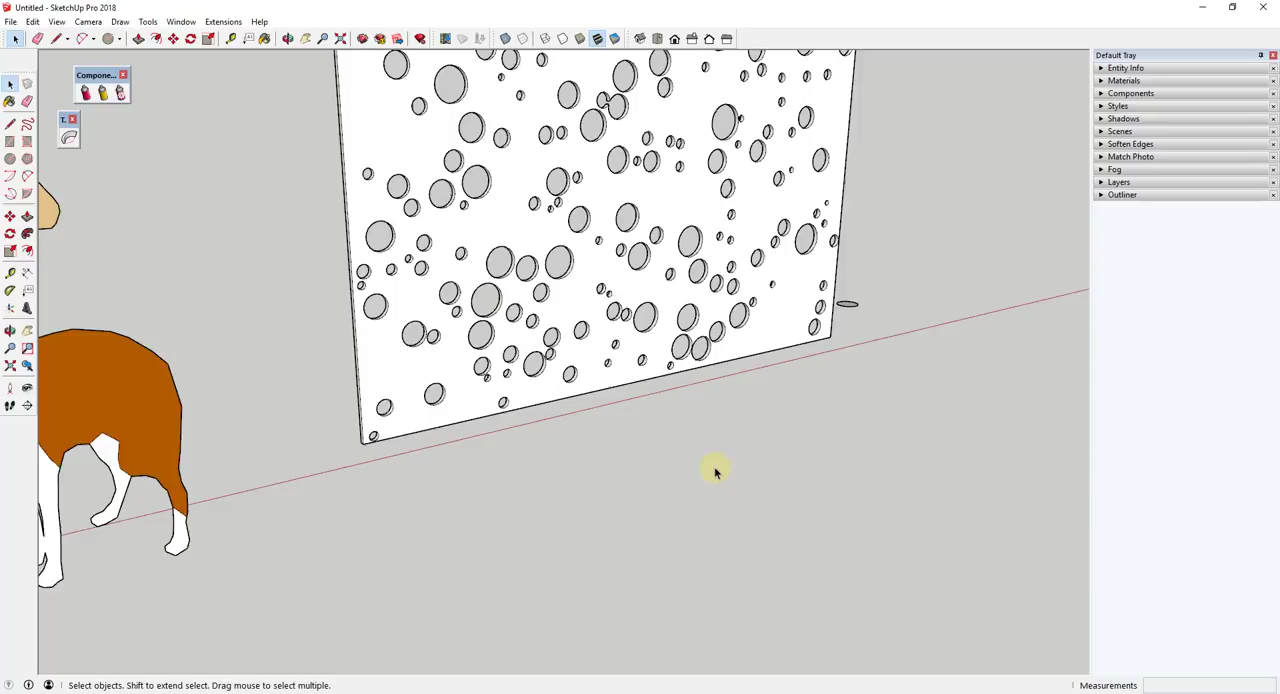 Untitled - SketchUp Pro 2018
File Edit View Camera Draw Tools Window Extensions Help
Compone...
T.
Default Tray
Entity Info
Materials
Components
Styles
Shadows
Scenes
Soften Edges
Match Photo
Fog
Layers
Outliner
Select objects. Shift to extend select. Drag mouse to select multiple.
Measurements